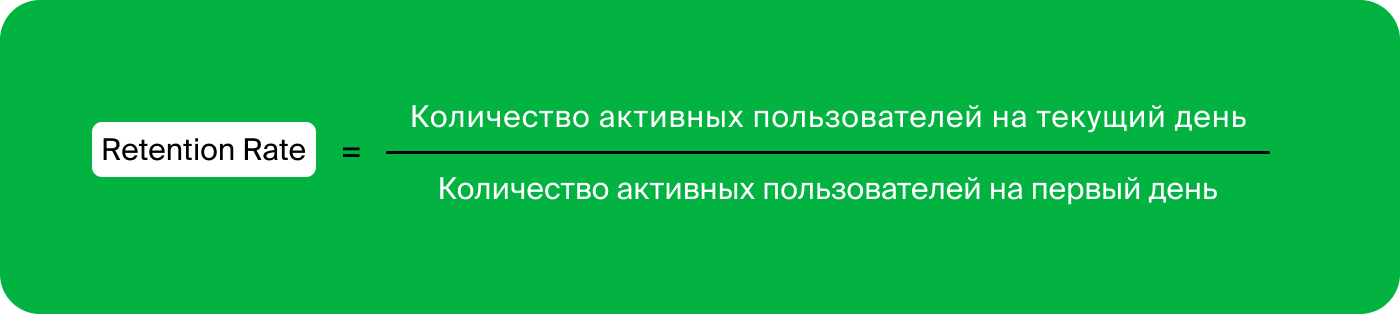 Количество активных пользователей на текущий день
Retention Rate =
Количество активных пользователей на первый день